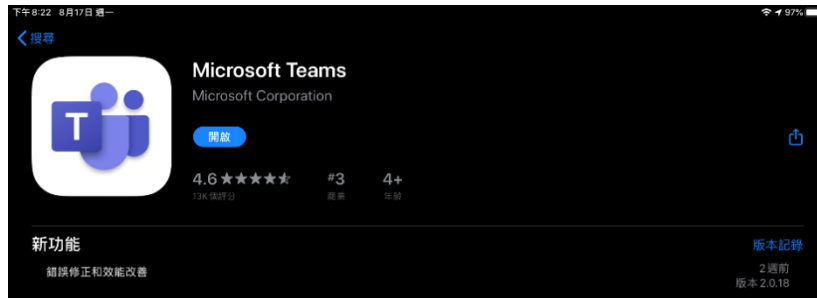 下午8:22 8月17日 週一
97%
搜尋
T
Microsoft Teams
Microsoft Corporation
開啟
4.6 #3 4+
13K 個評分 商業 年齡
新功能 版本記錄
錯誤修正和效能改善 2 週前
版本 2.0.18